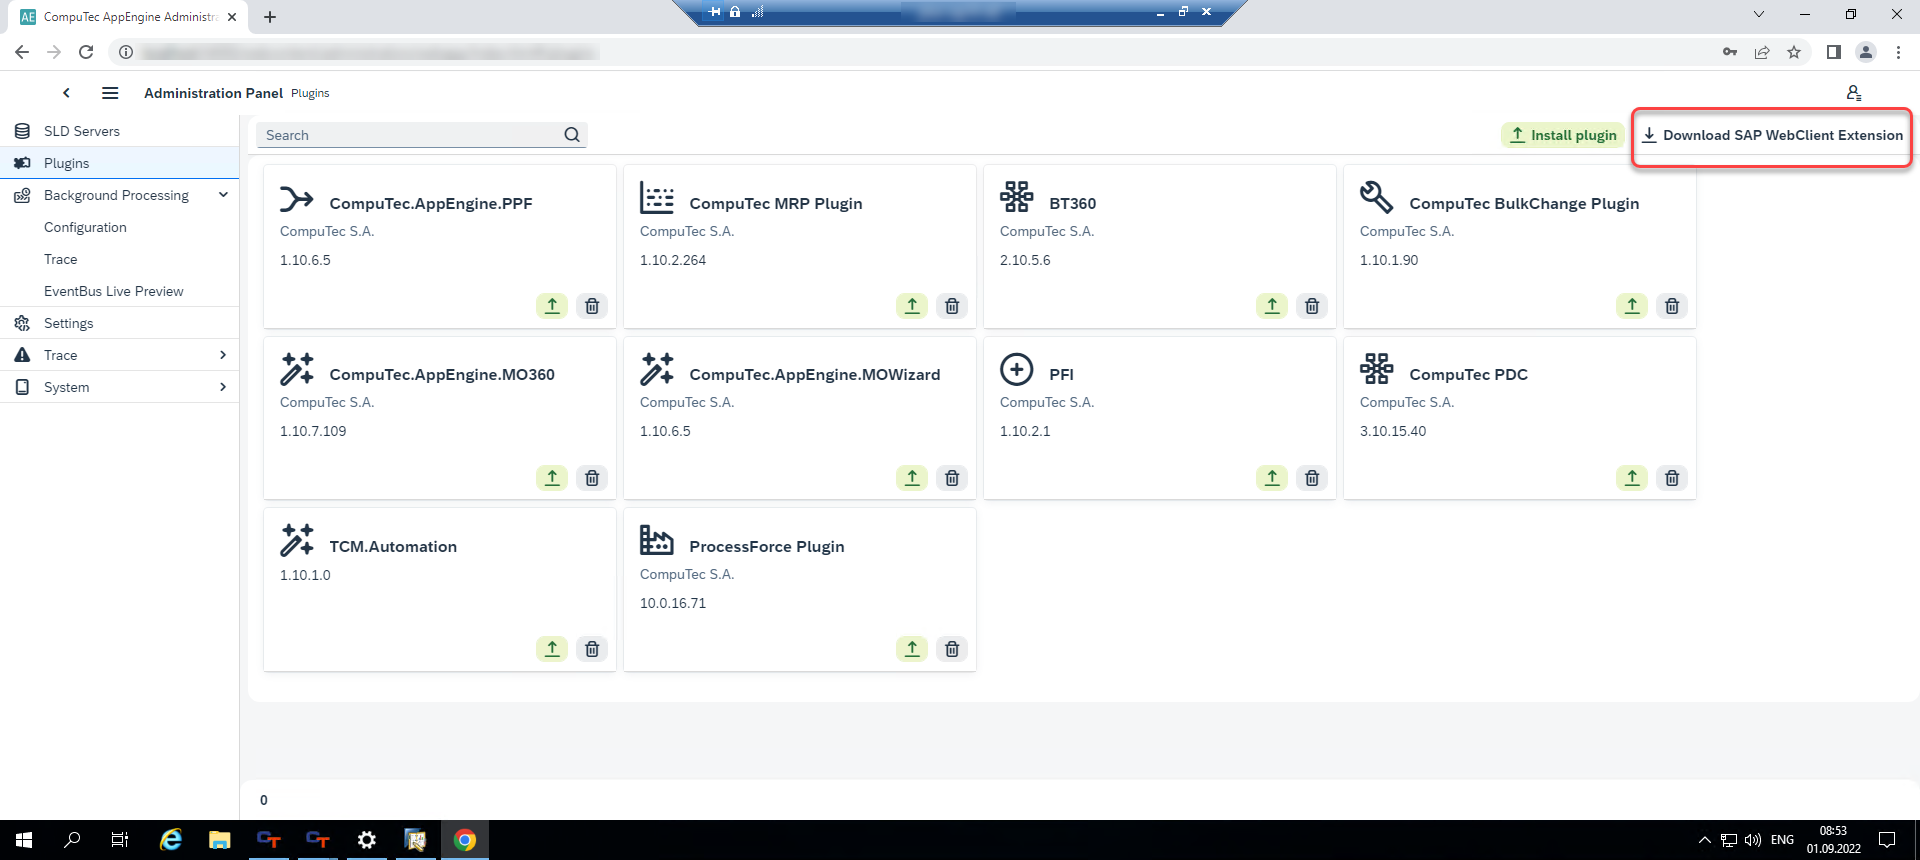 AE CompuTec AppEngine Administra
Administration Panel Plugins
SLD Servers
Plugins
Background Processing
Configuration
Trace
EventBus Live Preview
Settings
Trace
System
Search
Install plugin
Download SAP WebClient Extension
CompuTec.AppEngine.PPF
CompuTec S.A.
1.10.6.5
CompuTec MRP Plugin
CompuTec S.A.
1.10.2.264
BT360
CompuTec S.A.
2.10.5.6
CompuTec BulkChange Plugin
CompuTec S.A.
1.10.1.90
CompuTec.AppEngine.MO360
CompuTec S.A.
1.10.7.109
CompuTec.AppEngine.MOWizard
CompuTec S.A.
1.10.6.5
PFI
CompuTec S.A.
1.10.2.1
CompuTec PDC
CompuTec S.A.
3.10.15.40
TCM.Automation
1.10.1.0
ProcessForce Plugin
CompuTec S.A.
10.0.16.71
0
CT
CT
ENG
08:53
01.09.2022